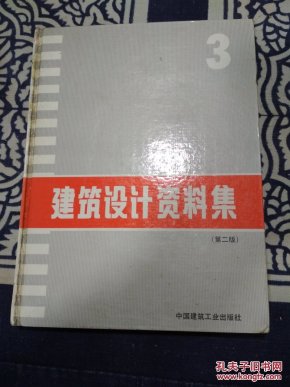 3
建筑设计资料集
(第二版)
中国建筑工业出版社
孔夫子旧书网